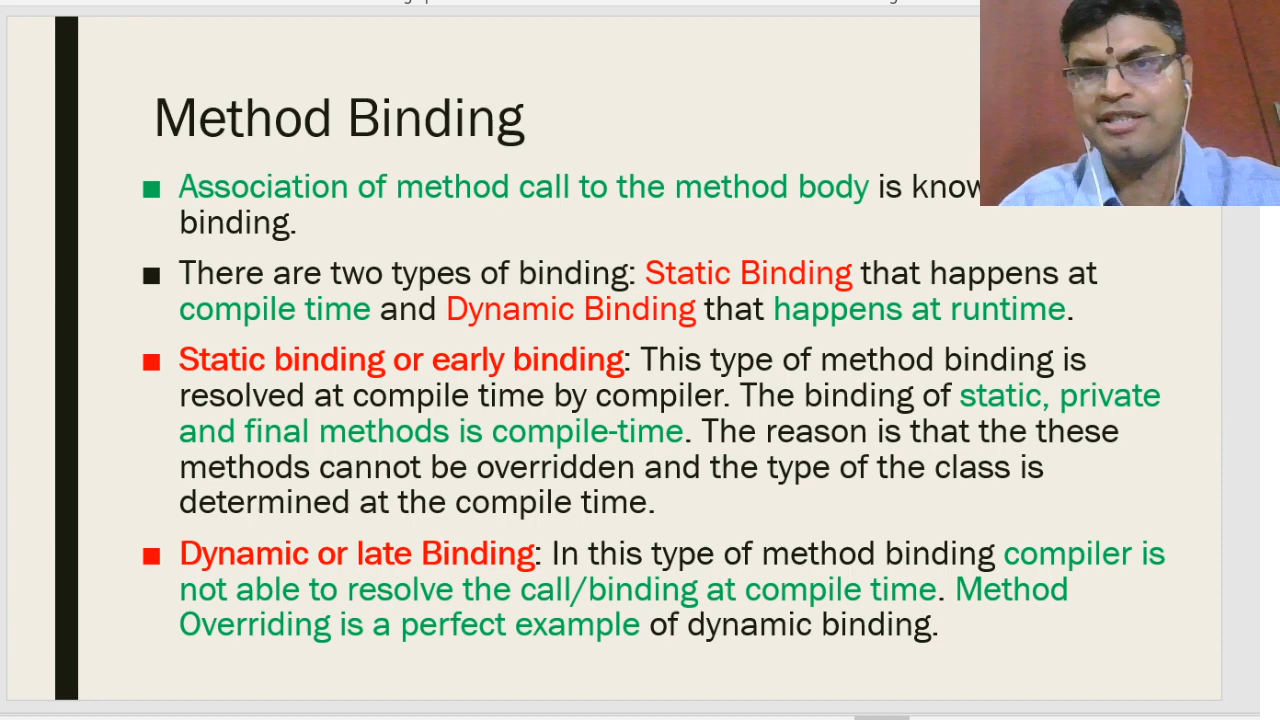 Method Binding
Association of method call to the method body is know
binding.
There are two types of binding: Static Binding that happens at
compile time and Dynamic Binding that happens at runtime.
Static binding or early binding: This type of method binding is
resolved at compile time by compiler. The binding of static, private
and final methods is compile-time. The reason is that the these
methods cannot be overridden and the type of the class is
determined at the compile time.
Dynamic or late Binding: In this type of method binding compiler is
not able to resolve the call/binding at compile time. Method
Overriding is a perfect example of dynamic binding.